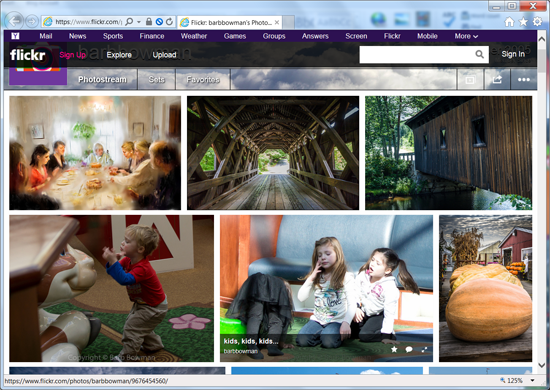 https://www.flickr.com/p
Flickr: barbbowman's Photo...
Y Mail News Sports Finance Weather Games Groups Answers Screen Flickr Mobile More
flickr Sign Up Explore Upload Sign In
barbbowman
Photostream Sets Favorites
Copyright © Barb Bowman
kids, kids, kids...
barbbowman
https://www.flickr.com/photos/barbbowman/9676454560/
125%